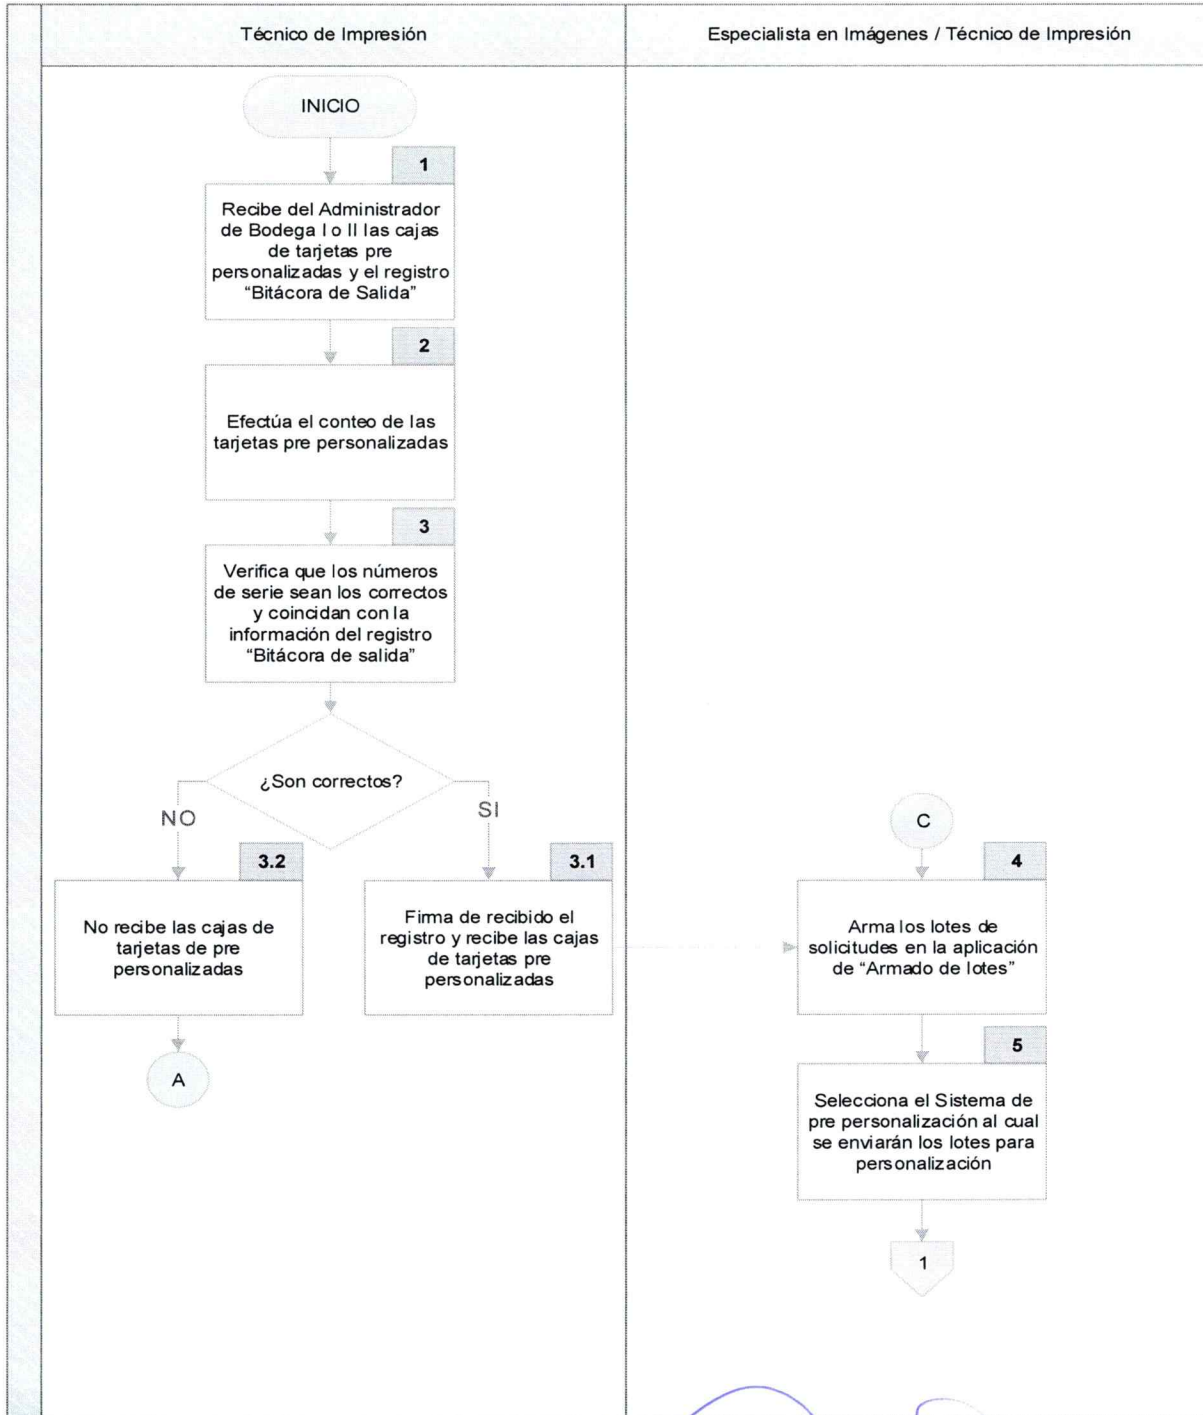 Técnico de Impresión
Especialista en Imágenes / Técnico de Impresión
INICIO
1
Recibe del Administrador
de Bodega I o II las cajas
de tarjetas pre
personalizadas y el registro
“Bitácora de Salida”
2
Efectúa el conteo de las
tarjetas pre personalizadas
3
Verifica que los números
de serie sean los correctos
y coincidan con la
información del registro
“Bitácora de salida”
¿Son correctos?
NO
SI
3.2
No recibe las cajas de
tarjetas de pre
personalizadas
A
3.1
Firma de recibido el
registro y recibe las cajas
de tarjetas pre
personalizadas
C
4
Arma los lotes de
solicitudes en la aplicación
de “Armado de lotes”
5
Selecciona el Sistema de
pre personalización al cual
se enviarán los lotes para
personalización
1